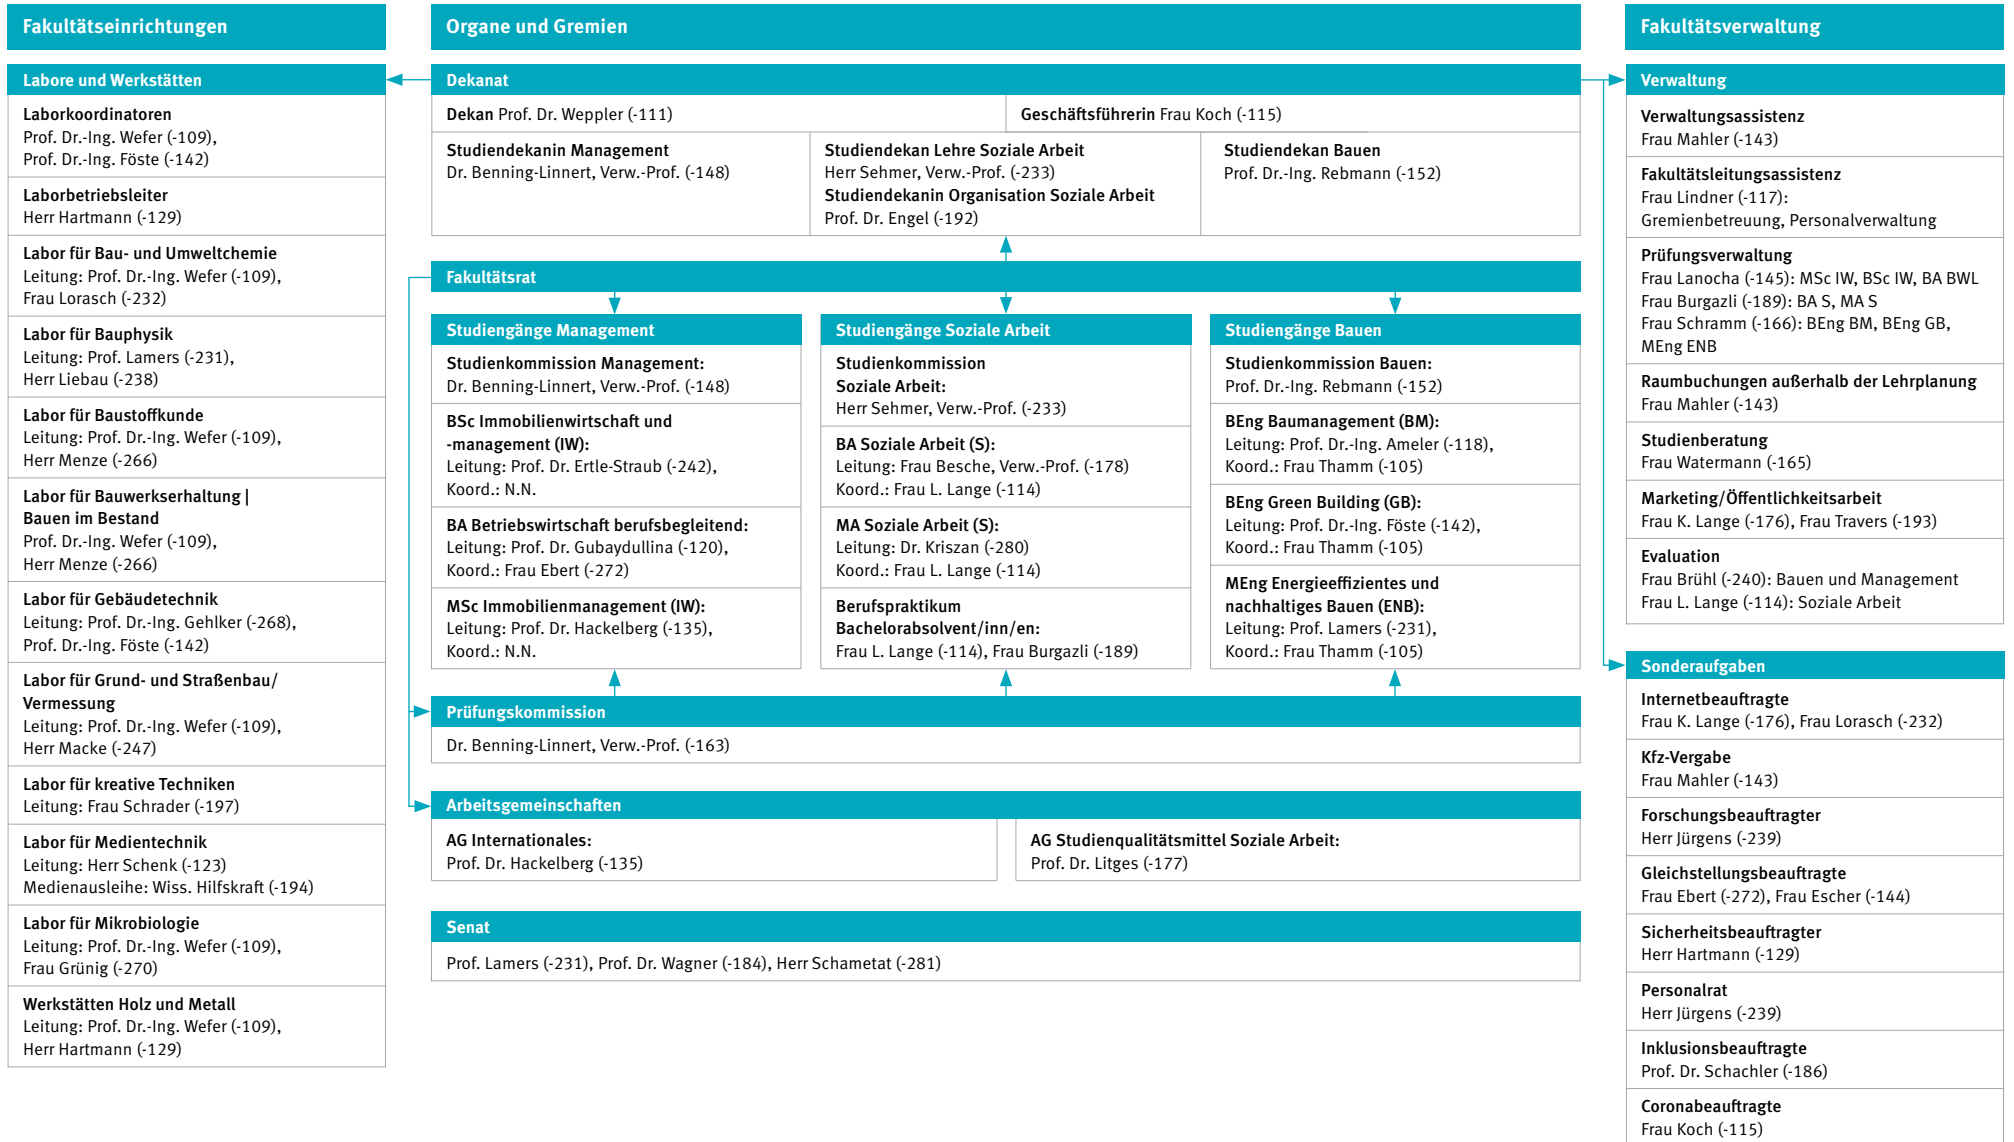 Fakultätseinrichtungen
Labore und Werkstätten
Laborkoordinatoren
Prof. Dr.-Ing. Wefer (-109),
Prof. Dr.-Ing. Föste (-142)
Laborbetriebsleiter
Herr Hartmann (-129)
Labor für Bau- und Umweltchemie
Leitung: Prof. Dr.-Ing. Wefer (-109),
Frau Lorasch (-232)
Labor für Bauphysik
Leitung: Prof. Lamers (-231),
Herr Liebau (-238)
Labor für Baustoffkunde
Leitung: Prof. Dr.-Ing. Wefer (-109),
Herr Menze (-266)
Labor für Bauwerkserhaltung |
Bauen im Bestand
Prof. Dr.-Ing. Wefer (-109),
Herr Menze (-266)
Labor für Gebäudetechnik
Leitung: Prof. Dr.-Ing. Gehlker (-268),
Prof. Dr.-Ing. Föste (-142)
Labor für Grund- und Straßenbau/
Vermessung
Leitung: Prof. Dr.-Ing. Wefer (-109),
Herr Macke (-247)
Labor für kreative Techniken
Leitung: Frau Schrader (-197)
Labor für Medientechnik
Leitung: Herr Schenk (-123)
Medienausleihe: Wiss. Hilfskraft (-194)
Labor für Mikrobiologie
Leitung: Prof. Dr.-Ing. Wefer (-109),
Frau Grünig (-270)
Werkstätten Holz und Metall
Leitung: Prof. Dr.-Ing. Wefer (-109),
Herr Hartmann (-129)
Organe und Gremien
Dekanat
Dekan Prof. Dr. Weppler (-111)
Geschäftsführerin Frau Koch (-115)
Studiendekanin Management
Dr. Benning-Linnert, Verw.-Prof. (-148)
Studiendekan Lehre Soziale Arbeit
Herr Sehmer, Verw.-Prof. (-233)
Studiendekanin Organisation Soziale Arbeit
Prof. Dr. Engel (-192)
Studiendekan Bauen
Prof. Dr.-Ing. Rebmann (-152)
Fakultätsrat
Studiengänge Management
Studienkommission Management:
Dr. Benning-Linnert, Verw.-Prof. (-148)
BSc Immobilienwirtschaft und
-management (IW):
Leitung: Prof. Dr. Ertle-Straub (-242),
Koord.: N.N.
BA Betriebswirtschaft berufsbegleitend:
Leitung: Prof. Dr. Gubaydullina (-120),
Koord.: Frau Ebert (-272)
MSc Immobilienmanagement (IW):
Leitung: Prof. Dr. Hackelberg (-135),
Koord.: N.N.
Studiengänge Soziale Arbeit
Studienkommission
Soziale Arbeit:
Herr Sehmer, Verw.-Prof. (-233)
BA Soziale Arbeit (S):
Leitung: Frau Besche, Verw.-Prof. (-178)
Koord.: Frau L. Lange (-114)
MA Soziale Arbeit (S):
Leitung: Dr. Kriszan (-280)
Koord.: Frau L. Lange (-114)
Berufspraktikum
Bachelorabsolvent/inn/en:
Frau L. Lange (-114), Frau Burgazli (-189)
Studiengänge Bauen
Studienkommission Bauen:
Prof. Dr.-Ing. Rebmann (-152)
BEng Baumanagement (BM):
Leitung: Prof. Dr.-Ing. Ameler (-118),
Koord.: Frau Thamm (-105)
BEng Green Building (GB):
Leitung: Prof. Dr.-Ing. Föste (-142),
Koord.: Frau Thamm (-105)
MEng Energieeffizientes und
nachhaltiges Bauen (ENB):
Leitung: Prof. Lamers (-231),
Koord.: Frau Thamm (-105)
Prüfungskommission
Dr. Benning-Linnert, Verw.-Prof. (-163)
Arbeitsgemeinschaften
AG Internationales:
Prof. Dr. Hackelberg (-135)
AG Studienqualitätsmittel Soziale Arbeit:
Prof. Dr. Litges (-177)
Senat
Prof. Lamers (-231), Prof. Dr. Wagner (-184), Herr Schametat (-281)
Fakultätsverwaltung
Verwaltung
Verwaltungsassistenz
Frau Mahler (-143)
Fakultätsleitungsassistenz
Frau Lindner (-117):
Gremienbetreuung, Personalverwaltung
Prüfungsverwaltung
Frau Lanocha (-145): MSc IW, BSc IW, BA BWL
Frau Burgazli (-189): BA S, MA S
Frau Schramm (-166): BEng BM, BEng GB,
MEng ENB
Raumbuchungen außerhalb der Lehrplanung
Frau Mahler (-143)
Studienberatung
Frau Watermann (-165)
Marketing/Öffentlichkeitsarbeit
Frau K. Lange (-176), Frau Travers (-193)
Evaluation
Frau Brühl (-240): Bauen und Management
Frau L. Lange (-114): Soziale Arbeit
Sonderaufgaben
Internetbeauftragte
Frau K. Lange (-176), Frau Lorasch (-232)
Kfz-Vergabe
Frau Mahler (-143)
Forschungsbeauftragter
Herr Jürgens (-239)
Gleichstellungsbeauftragte
Frau Ebert (-272), Frau Escher (-144)
Sicherheitsbeauftragter
Herr Hartmann (-129)
Personalrat
Herr Jürgens (-239)
Inklusionsbeauftragte
Prof. Dr. Schachler (-186)
Coronabeauftragte
Frau Koch (-115)